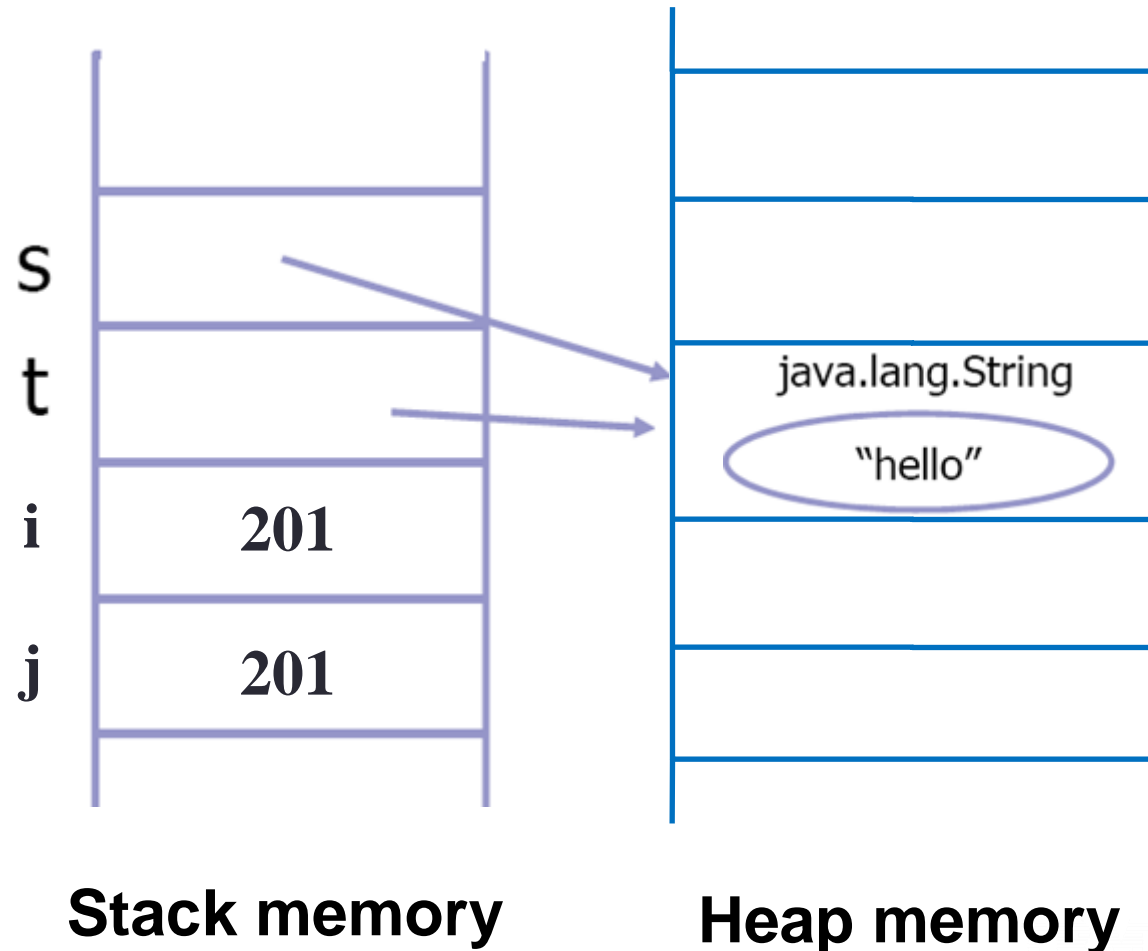 s
t
java.lang.String
“hello”
i 201
j 201
Stack memory
Heap memory